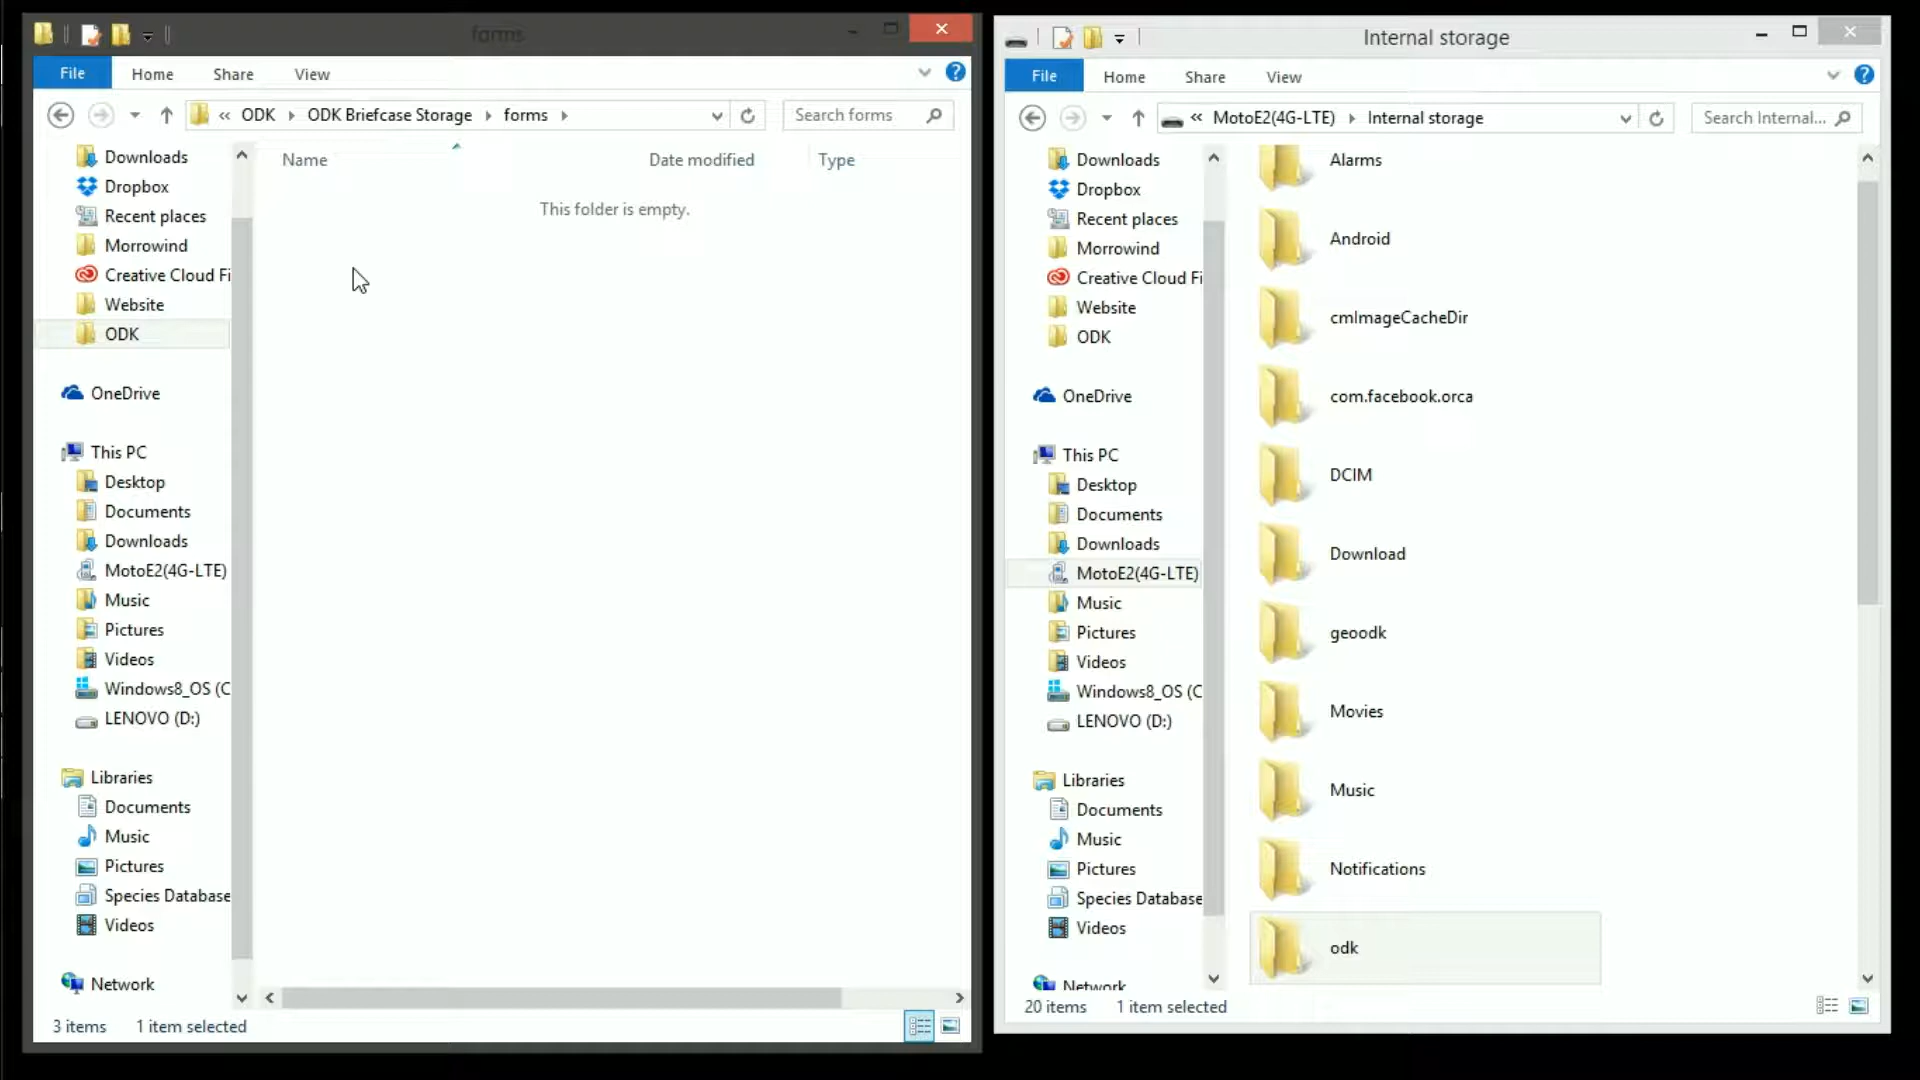 forms
File
Home
Share
View
« ODK
ODK Briefcase Storage
forms
Search forms
Downloads
Dropbox
Recent places
Morrowind
Creative Cloud Fi
Website
ODK
OneDrive
This PC
Desktop
Documents
Downloads
MotoE2(4G-LTE)
Music
Pictures
Videos
Windows8_OS (C
LENOVO (D:)
Libraries
Documents
Music
Pictures
Species Database
Videos
Network
Name
Date modified
Type
This folder is empty.
3 items
1 item selected
Internal storage
File
Home
Share
View
« MotoE2(4G-LTE)
Internal storage
Search Internal...
Downloads
Dropbox
Recent places
Morrowind
Creative Cloud Fi
Website
ODK
OneDrive
This PC
Desktop
Documents
Downloads
MotoE2(4G-LTE)
Music
Pictures
Videos
Windows8_OS (C
LENOVO (D:)
Libraries
Documents
Music
Pictures
Species Database
Videos
Network
Alarms
Android
cmImageCacheDir
com.facebook.orca
DCIM
Download
geoodk
Movies
Music
Notifications
odk
20 items
1 item selected